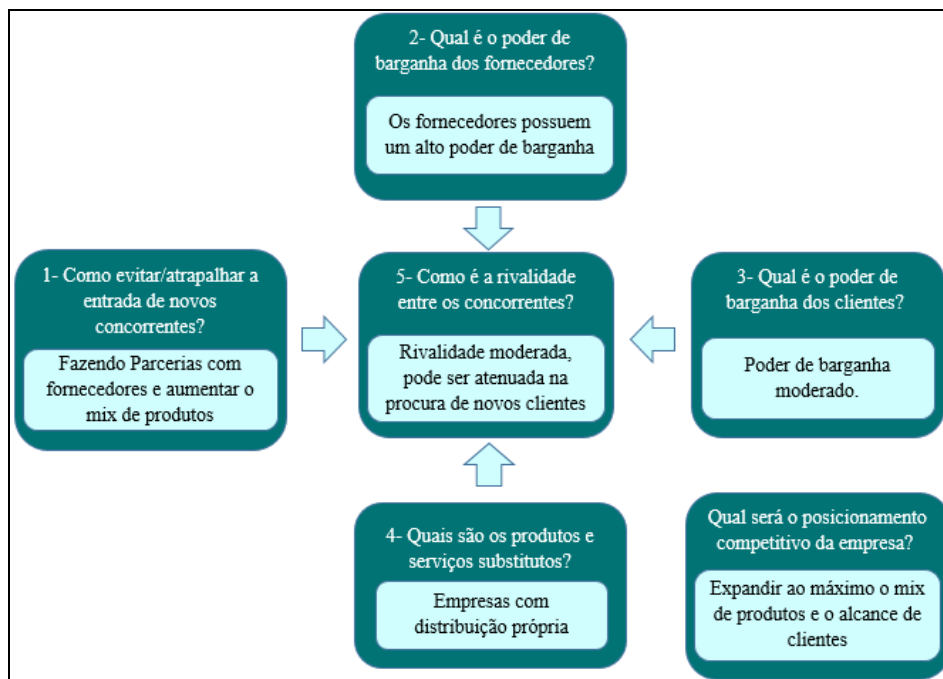 2- Qual é o poder de
barganha dos fornecedores?
Os fornecedores possuem
um alto poder de barganha
1- Como evitar/atrapalhar a
entrada de novos
concorrentes?
Fazendo Parcerias com
fornecedores e aumentar o
mix de produtos
5- Como é a rivalidade
entre os concorrentes?
Rivalidade moderada,
pode ser atenuada na
procura de novos clientes
3- Qual é o poder de
barganha dos clientes?
Poder de barganha
moderado.
4- Quais são os produtos e
serviços substitutos?
Empresas com
distribuição própria
Qual será o posicionamento
competitivo da empresa?
Expandir ao máximo o mix
de produtos e o alcance de
clientes